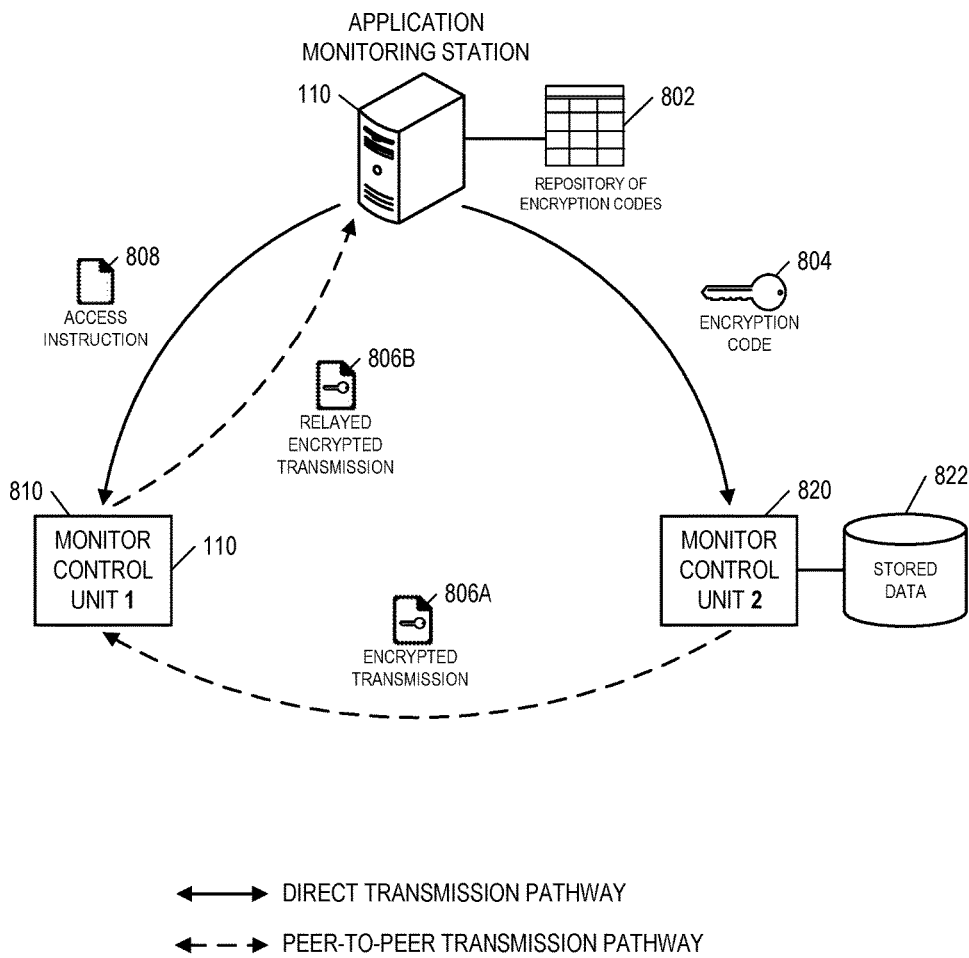 APPLICATION
MONITORING STATION
110
802
REPOSITORY OF
ENCRYPTION CODES
808
ACCESS
INSTRUCTION
804
ENCRYPTION
CODE
806B
RELAYED
ENCRYPTED
TRANSMISSION
810
MONITOR
CONTROL
UNIT 1
110
820
MONITOR
CONTROL
UNIT 2
822
STORED
DATA
806A
ENCRYPTED
TRANSMISSION
DIRECT TRANSMISSION PATHWAY
PEER-TO-PEER TRANSMISSION PATHWAY